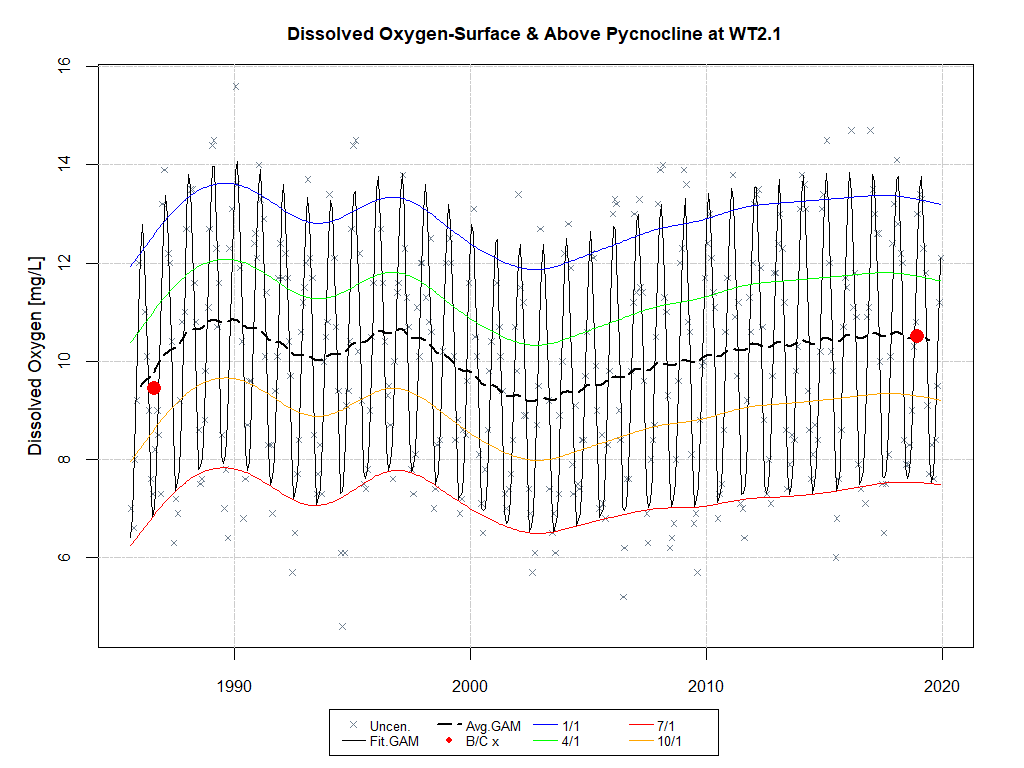 Dissolved Oxygen-Surface & Above Pycnocline at WT2.1
Dissolved Oxygen [mg/L]
16
14
12
10
8
6
1990 2000 2010 2020
Uncen. Avg.GAM 1/1 7/1
Fit.GAM B/C x 4/1 10/1